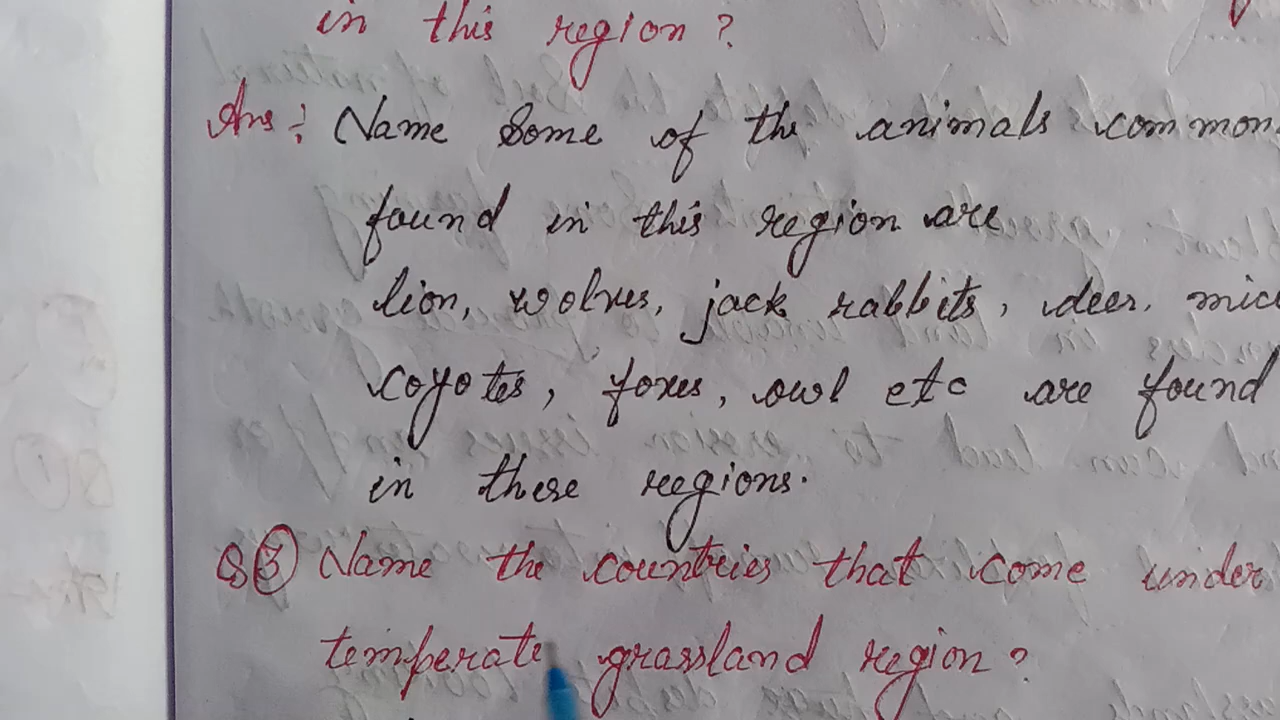 in this region?
Ans÷ Name Some of the animals common
found in this region are
lion, wolves, jack rabbits, deer, mice
coyotes, foxes, owl etc are found
in these regions.
Q③ Name the countries that come under
temperate grassland region?